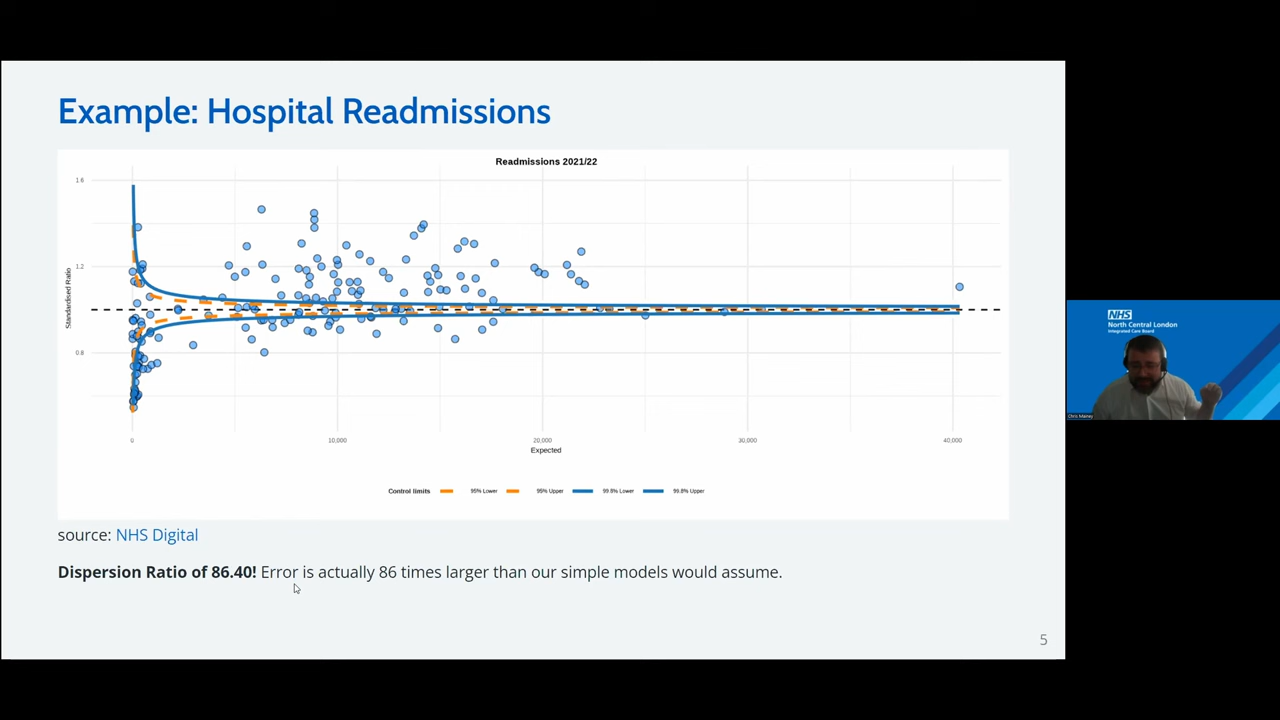 Example: Hospital Readmissions
Readmissions 2021/22
1.6
1.2
0.8
Standardised Ratio
0
10,000
20,000
30,000
40,000
Expected
Control limits
95% Lower
95% Upper
99.8% Lower
99.8% Upper
source: NHS Digital
Dispersion Ratio of 86.40! Error is actually 86 times larger than our simple models would assume.
5
NHS
North Central London
Integrated Care Board
Chris Mainey